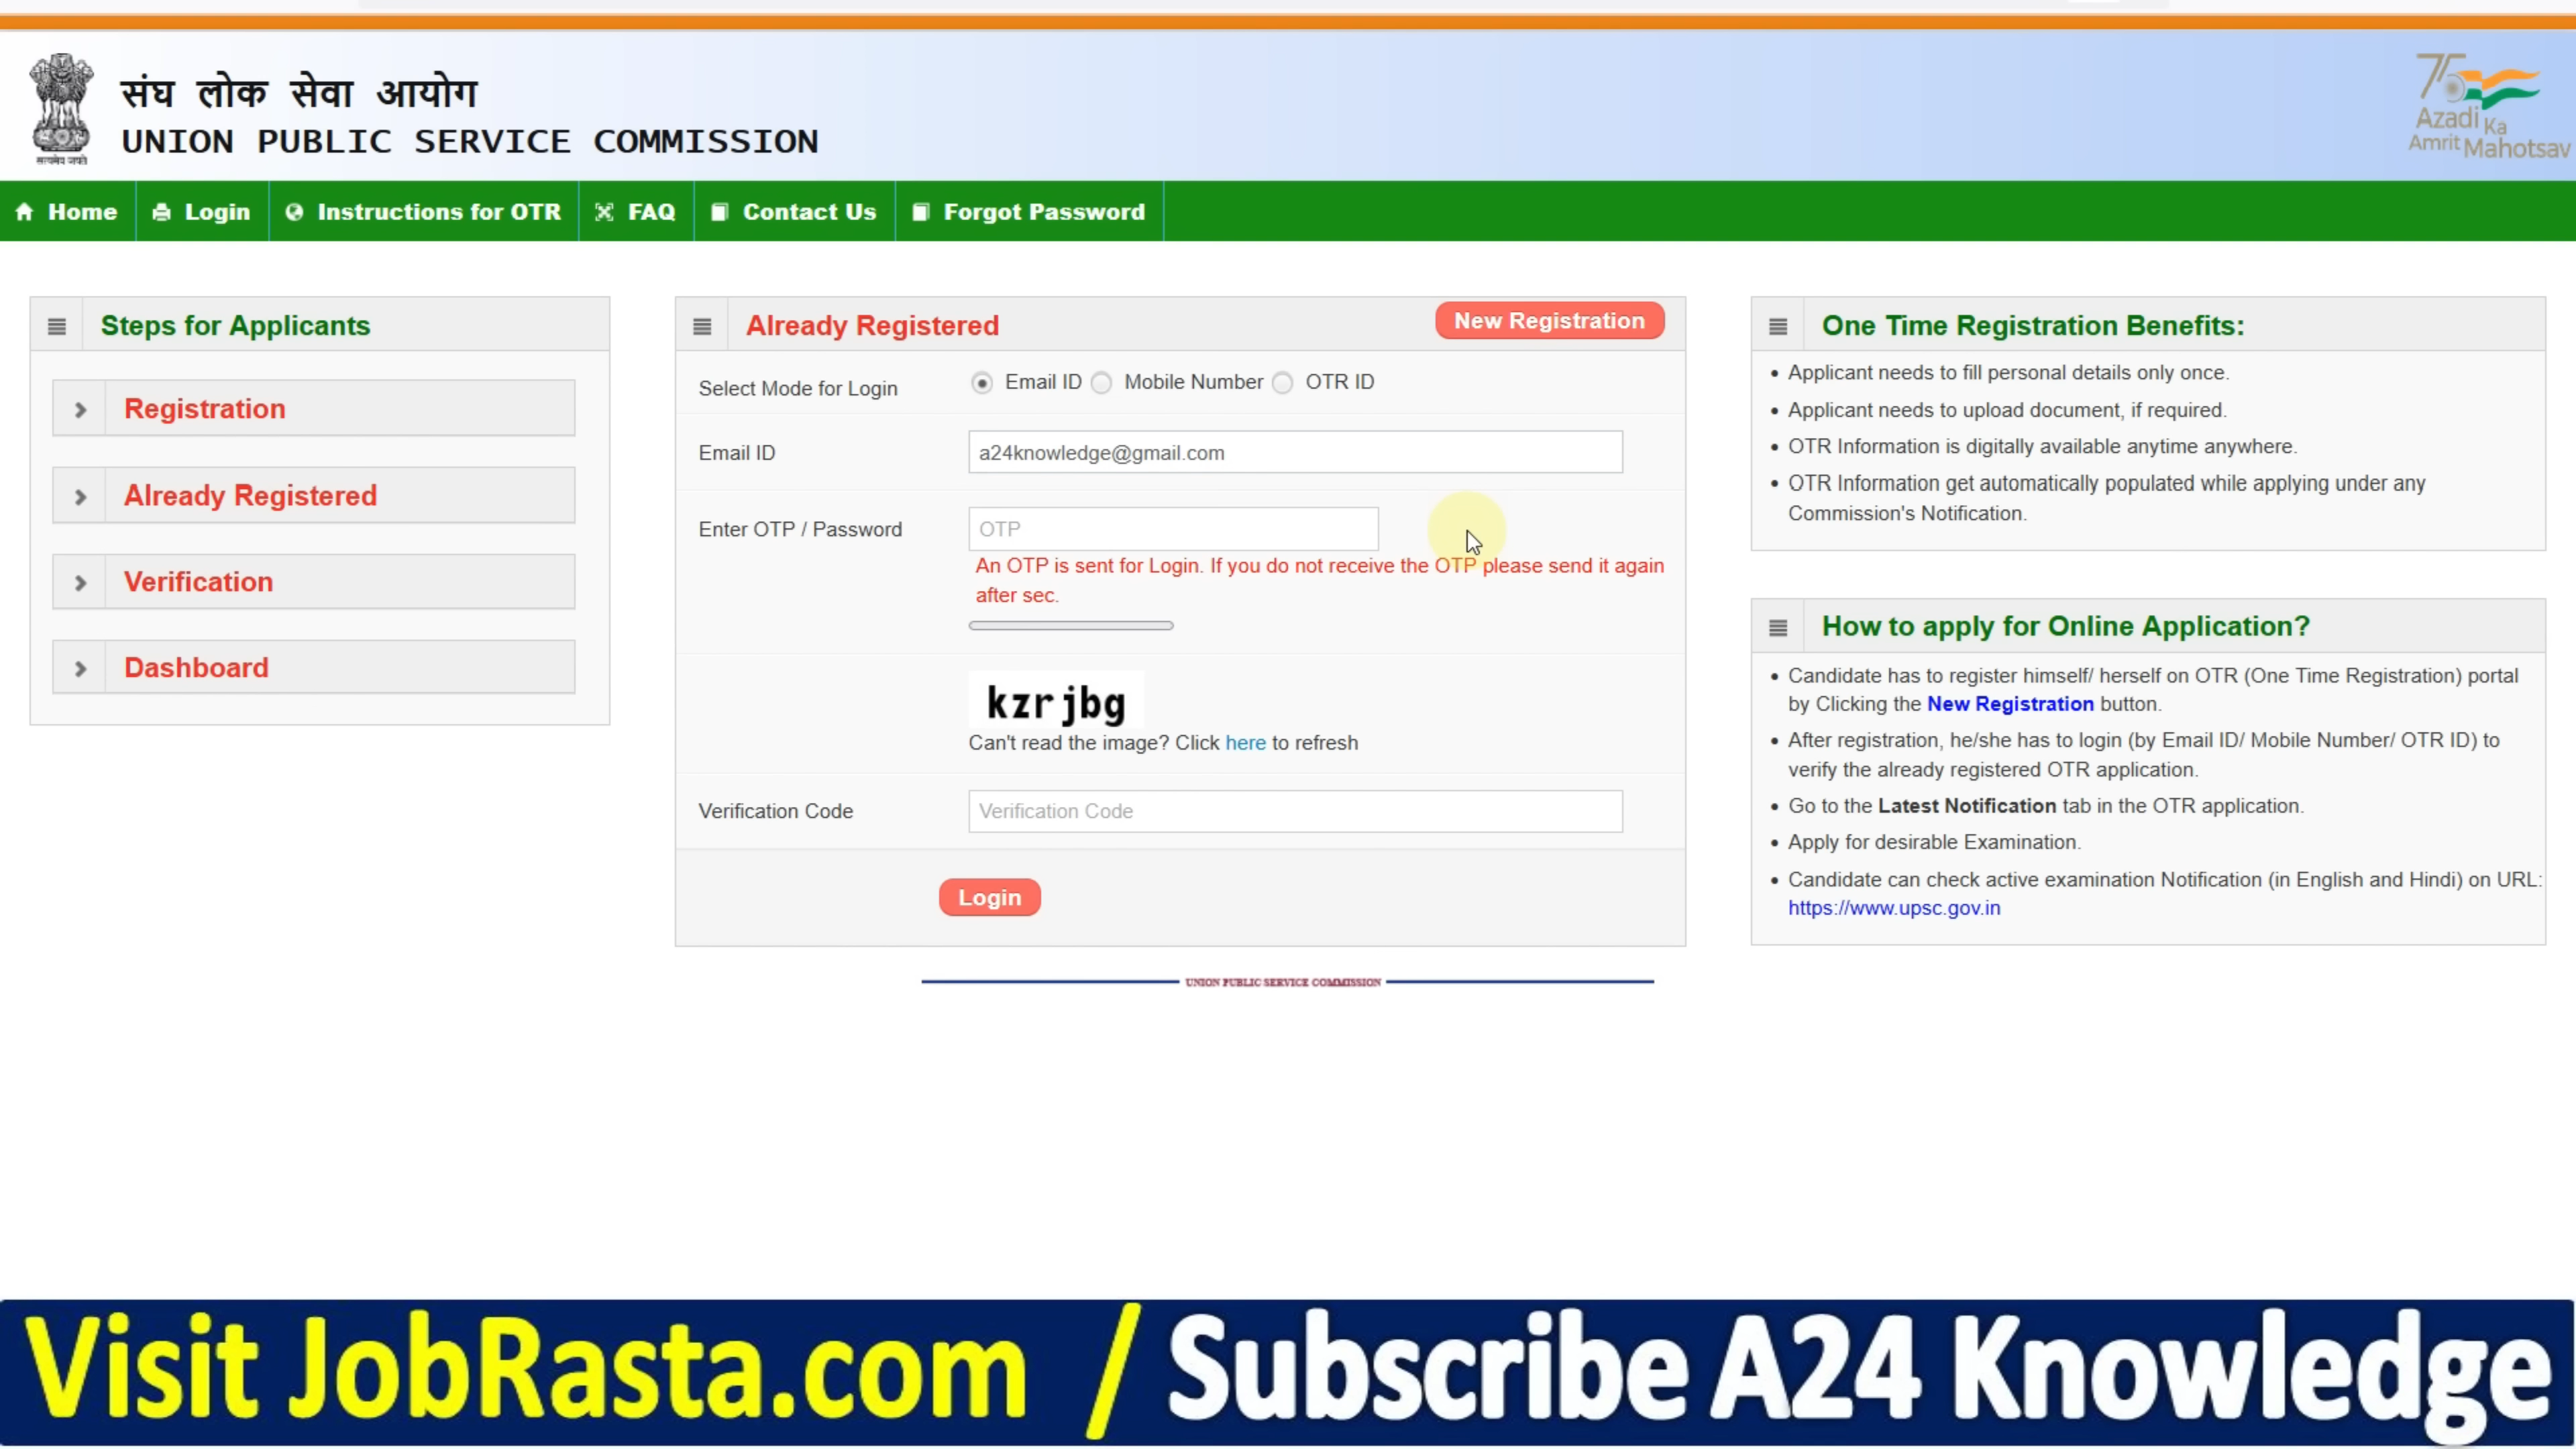 संघ लोक सेवा आयोग
UNION PUBLIC SERVICE COMMISSION
सत्यमेव जयते
75
Azadi Ka
Amrit Mahotsav
Home
Login
Instructions for OTR
FAQ
Contact Us
Forgot Password
Steps for Applicants
Registration
Already Registered
Verification
Dashboard
Already Registered
New Registration
Select Mode for Login
Email ID
Mobile Number
OTR ID
Email ID
a24knowledge@gmail.com
Enter OTP / Password
OTP
An OTP is sent for Login. If you do not receive the OTP please send it again
after sec.
kzrjbg
Can't read the image? Click here to refresh
Verification Code
Verification Code
Login
One Time Registration Benefits:
• Applicant needs to fill personal details only once.
• Applicant needs to upload document, if required.
• OTR Information is digitally available anytime anywhere.
• OTR Information get automatically populated while applying under any
Commission's Notification.
How to apply for Online Application?
• Candidate has to register himself/ herself on OTR (One Time Registration) portal
by Clicking the New Registration button.
• After registration, he/she has to login (by Email ID/ Mobile Number/ OTR ID) to
verify the already registered OTR application.
• Go to the Latest Notification tab in the OTR application.
• Apply for desirable Examination.
• Candidate can check active examination Notification (in English and Hindi) on URL:
https://www.upsc.gov.in
UNION PUBLIC SERVICE COMMISSION
Visit JobRasta.com / Subscribe A24 Knowledge